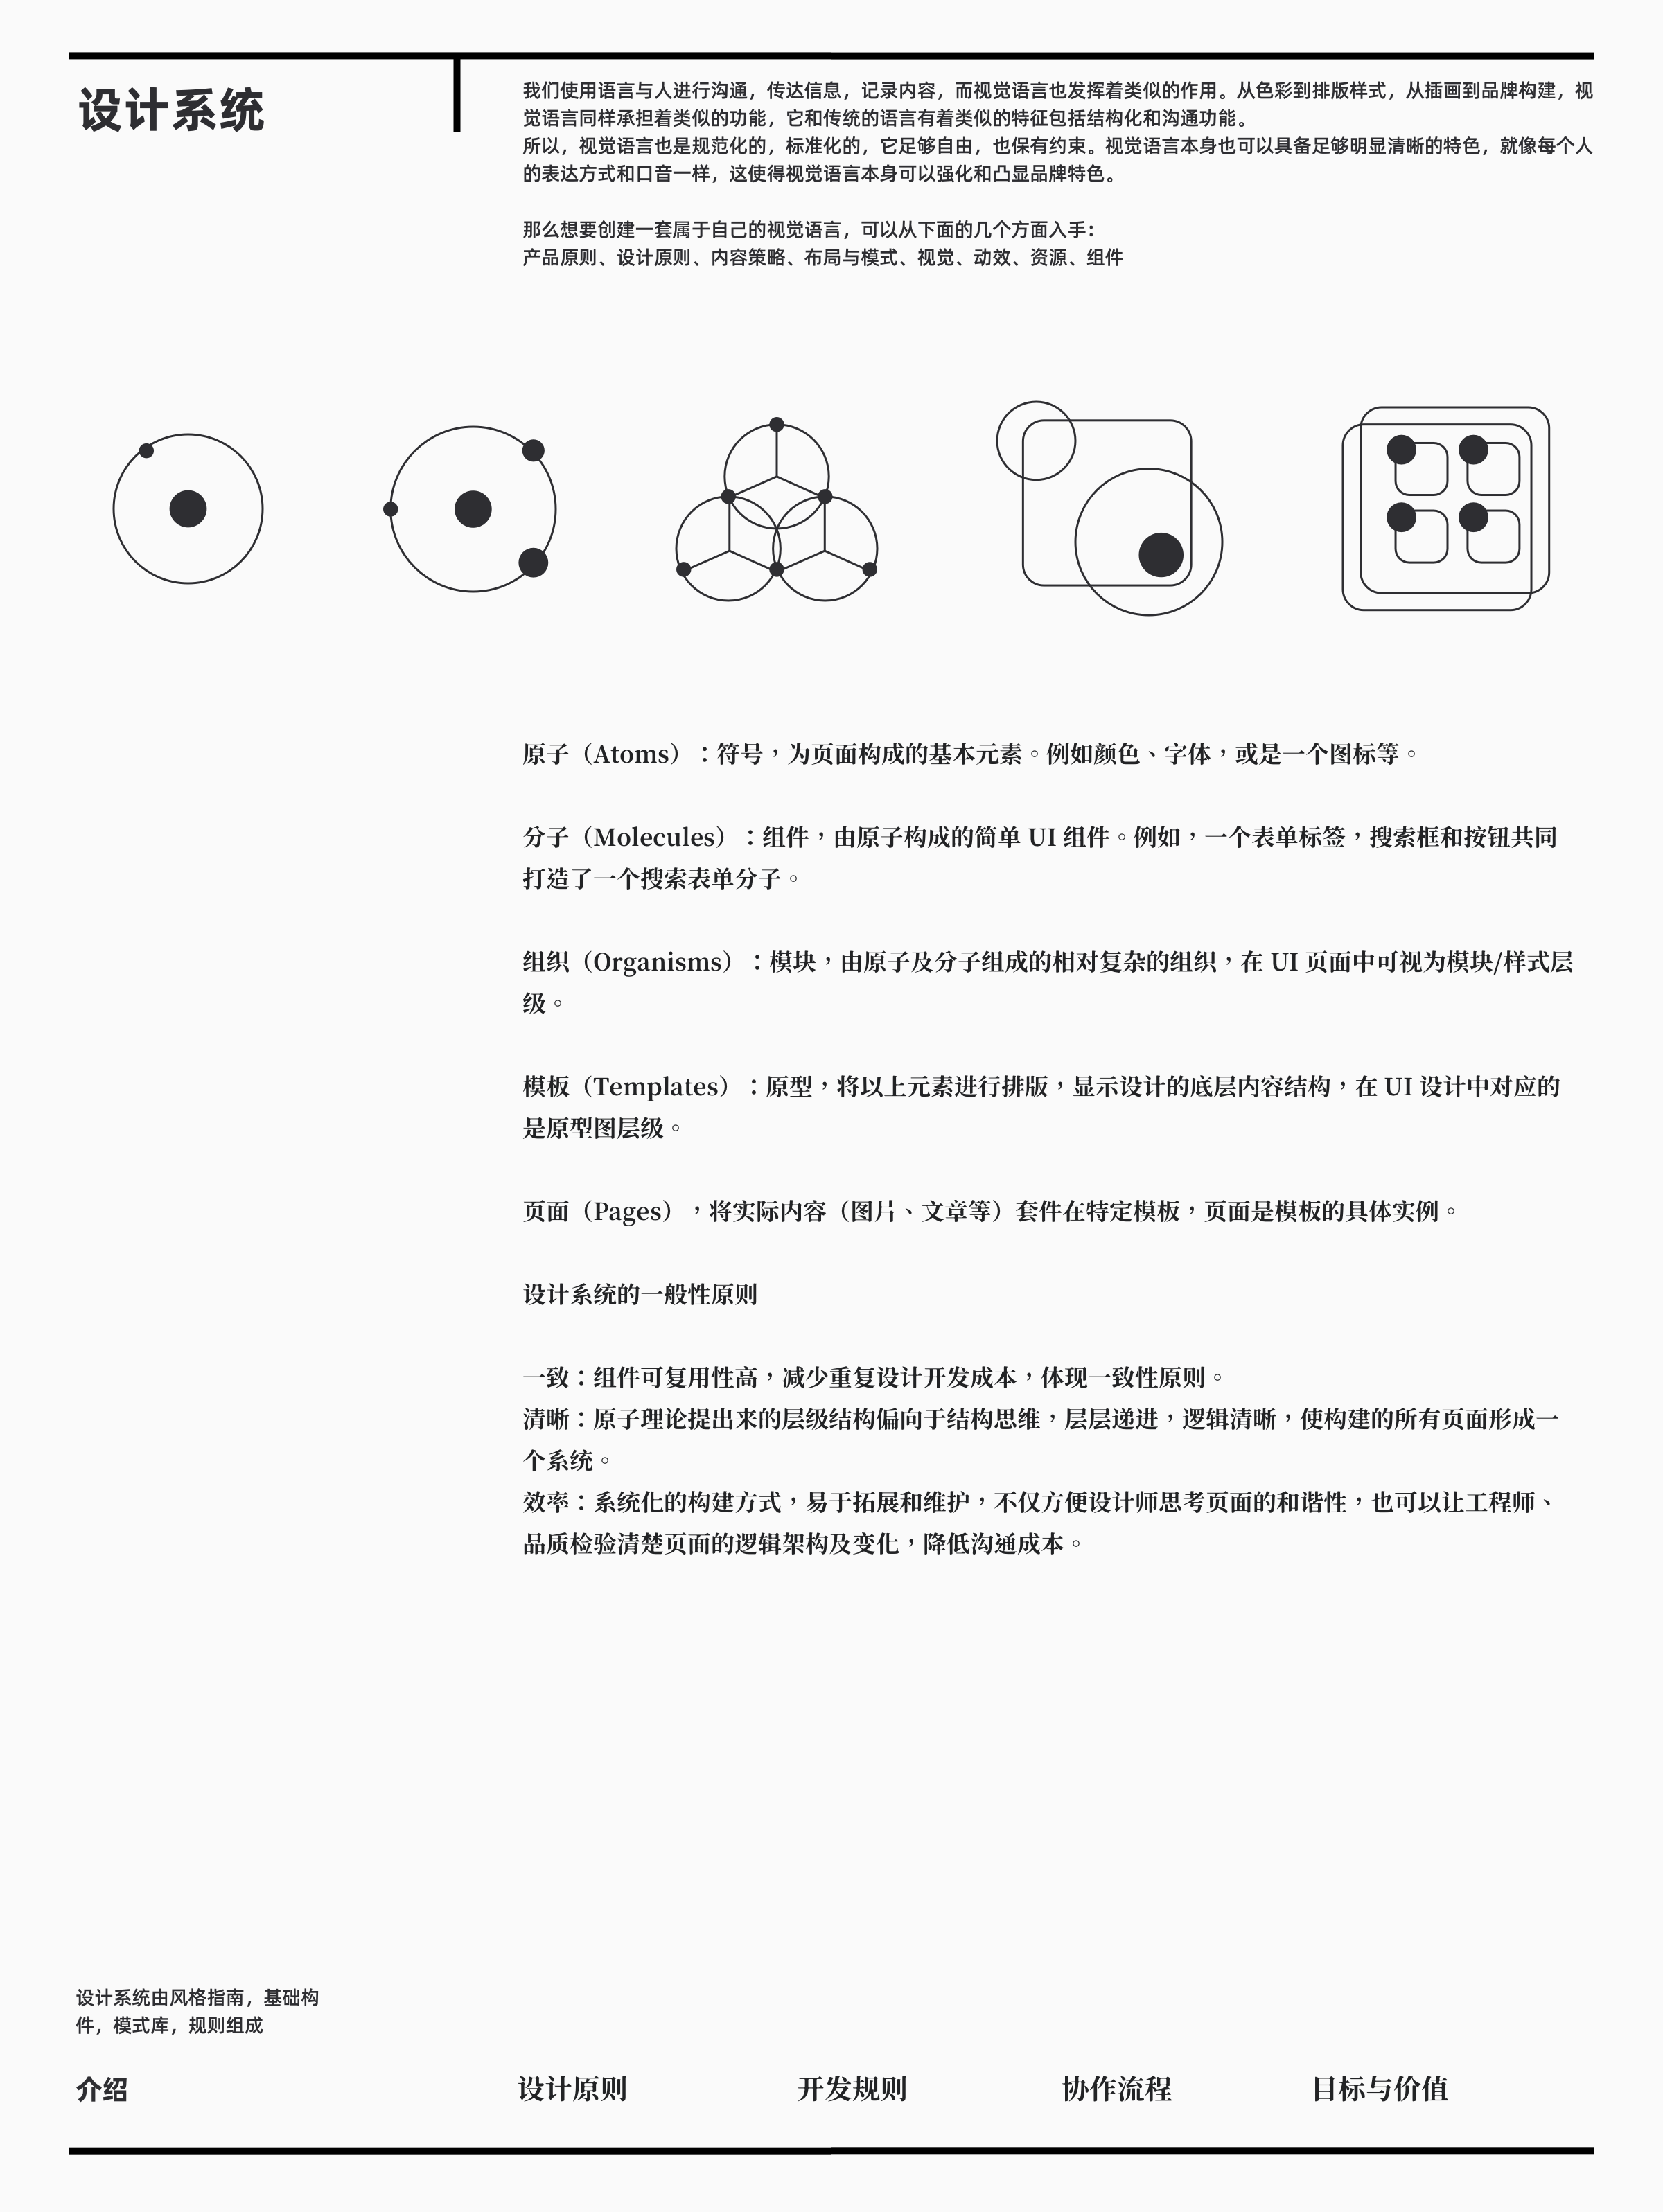 设计系统
我们使用语言与人进行沟通，传达信息，记录内容，而视觉语言也发挥着类似的作用。从色彩到排版样式，从插画到品牌构建，视
觉语言同样承担着类似的功能，它和传统的语言有着类似的特征包括结构化和沟通功能。
所以，视觉语言也是规范化的，标准化的，它足够自由，也保有约束。视觉语言本身也可以具备足够明显清晰的特色，就像每个人
的表达方式和口音一样，这使得视觉语言本身可以强化和凸显品牌特色。
那么想要创建一套属于自己的视觉语言，可以从下面的几个方面入手：
产品原则、设计原则、内容策略、布局与模式、视觉、动效、资源、组件
原子（Atoms）：符号，为页面构成的基本元素。例如颜色、字体，或是一个图标等。
分子（Molecules）：组件，由原子构成的简单 UI 组件。例如，一个表单标签，搜索框和按钮共同
打造了一个搜索表单分子。
组织（Organisms）：模块，由原子及分子组成的相对复杂的组织，在 UI 页面中可视为模块/样式层
级。
模板（Templates）：原型，将以上元素进行排版，显示设计的底层内容结构，在 UI 设计中对应的
是原型图层级。
页面（Pages），将实际内容（图片、文章等）套件在特定模板，页面是模板的具体实例。
设计系统的一般性原则
一致：组件可复用性高，减少重复设计开发成本，体现一致性原则。
清晰：原子理论提出来的层级结构偏向于结构思维，层层递进，逻辑清晰，使构建的所有页面形成一
个系统。
效率：系统化的构建方式，易于拓展和维护，不仅方便设计师思考页面的和谐性，也可以让工程师、
品质检验清楚页面的逻辑架构及变化，降低沟通成本。
设计系统由风格指南，基础构
件，模式库，规则组成
介绍
设计原则
开发规则
协作流程
目标与价值